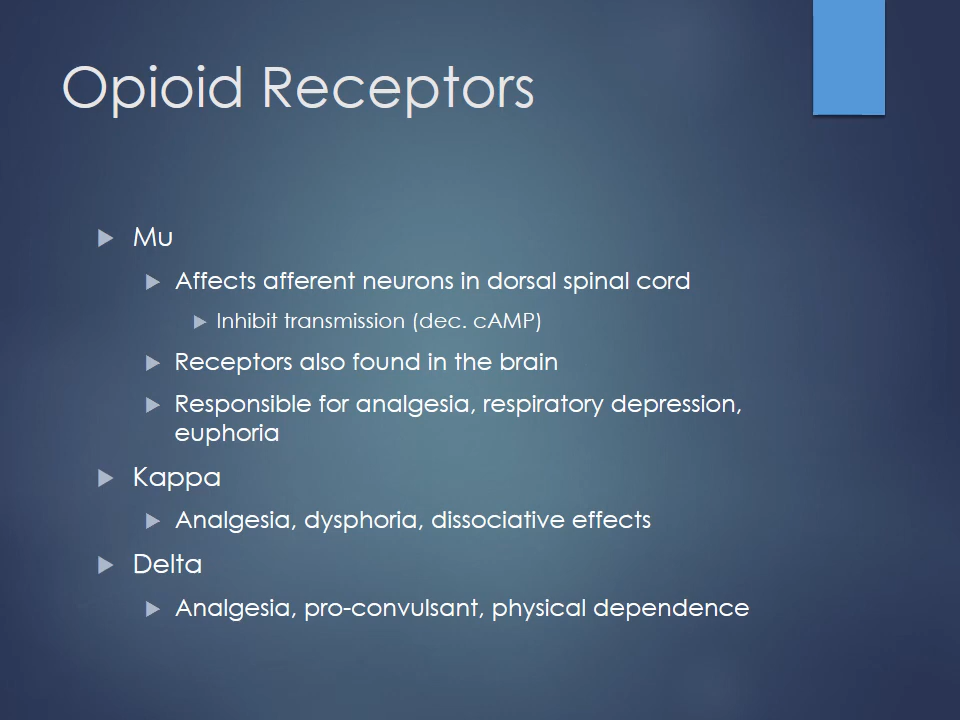 Opioid Receptors
Mu
Affects afferent neurons in dorsal spinal cord
Inhibit transmission (dec. cAMP)
Receptors also found in the brain
Responsible for analgesia, respiratory depression,
euphoria
Kappa
Analgesia, dysphoria, dissociative effects
Delta
Analgesia, pro-convulsant, physical dependence